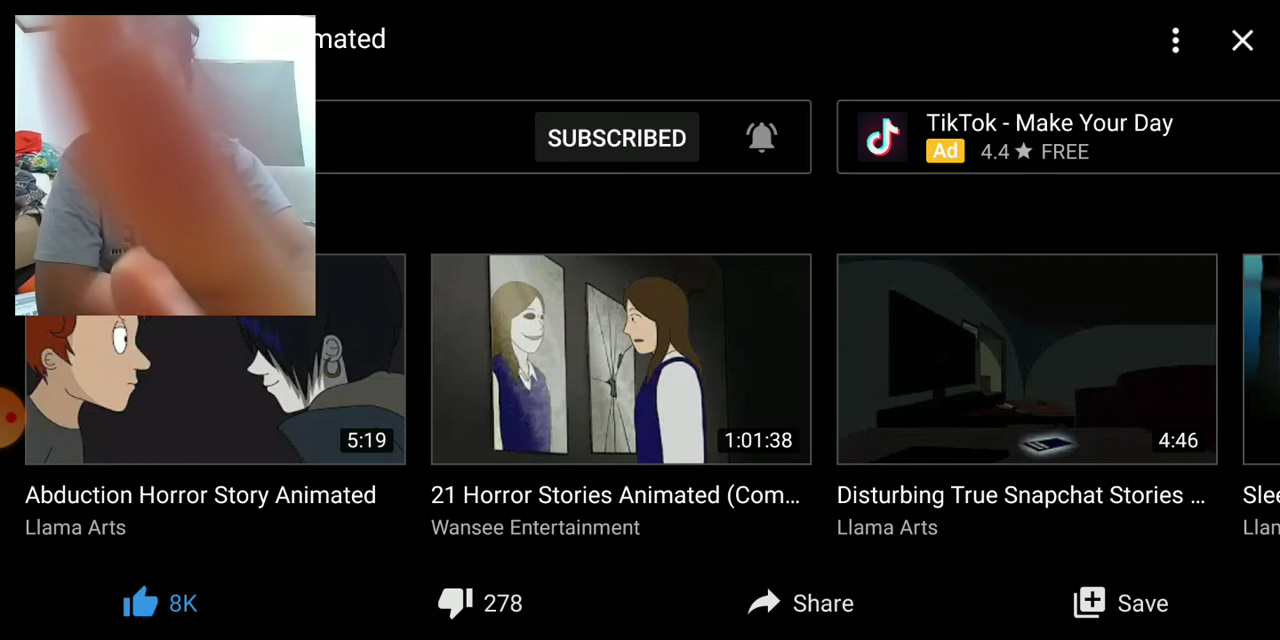 mated
SUBSCRIBED
TikTok - Make Your Day
Ad 4.4 ★ FREE
5:19
1:01:38
4:46
Abduction Horror Story Animated
21 Horror Stories Animated (Com...
Disturbing True Snapchat Stories ...
Slee
Llama Arts
Wansee Entertainment
Llama Arts
Llan
8K
278
Share
Save